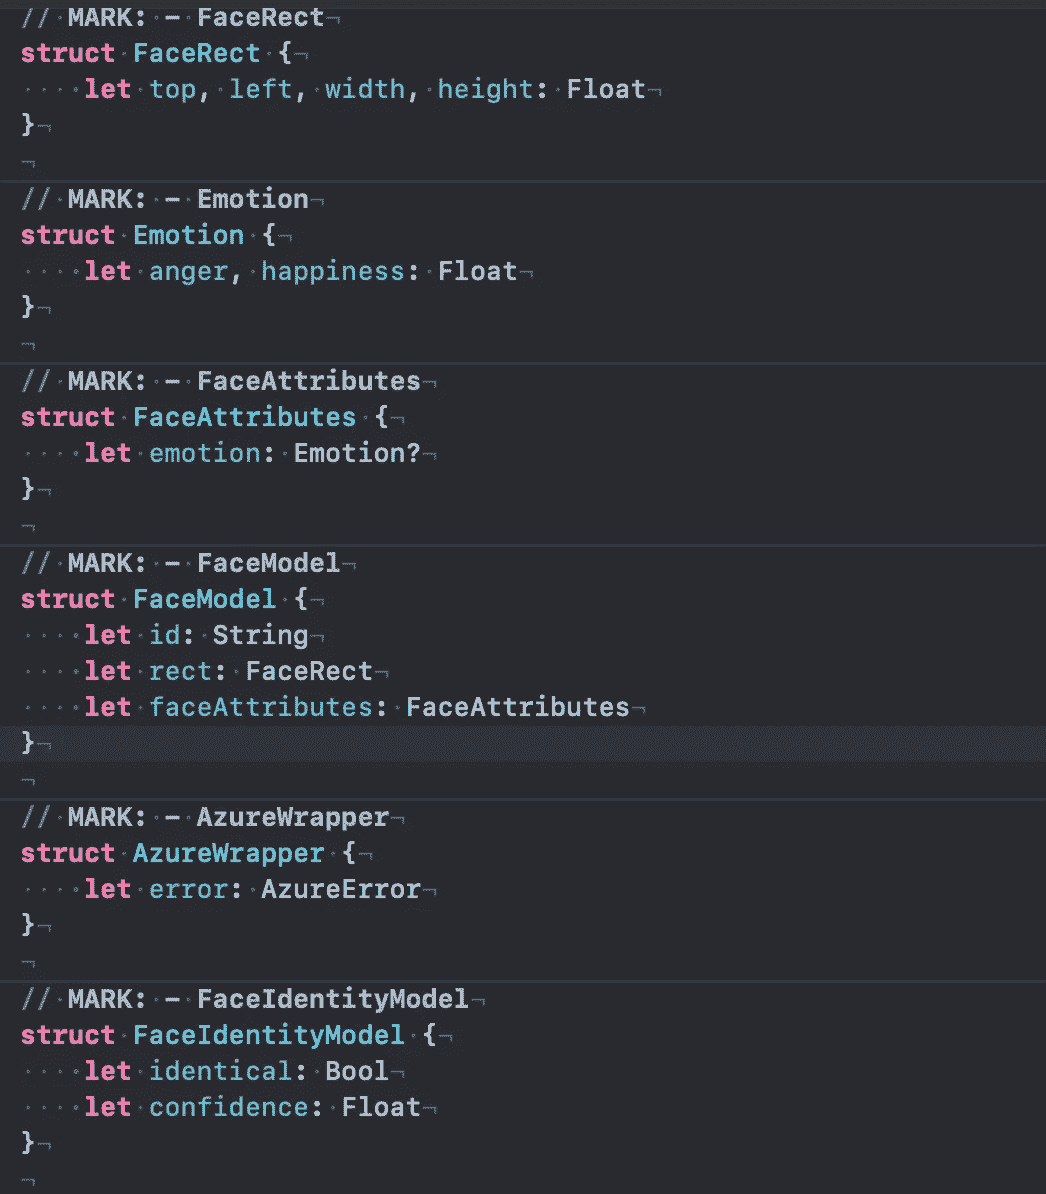 // MARK: - FaceRect
struct FaceRect {
    let top, left, width, height: Float
}

// MARK: - Emotion
struct Emotion {
    let anger, happiness: Float
}

// MARK: - FaceAttributes
struct FaceAttributes {
    let emotion: Emotion?
}

// MARK: - FaceModel
struct FaceModel {
    let id: String
    let rect: FaceRect
    let faceAttributes: FaceAttributes
}

// MARK: - AzureWrapper
struct AzureWrapper {
    let error: AzureError
}

// MARK: - FaceIdentityModel
struct FaceIdentityModel {
    let identical: Bool
    let confidence: Float
}